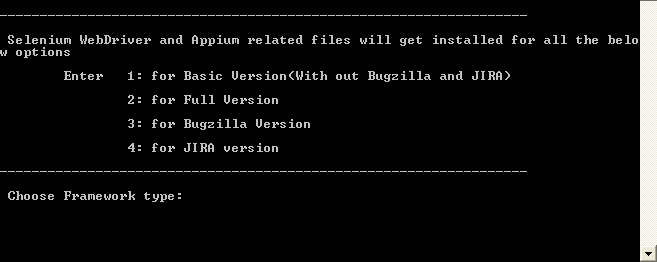 ------------------------------------------------------------------
Selenium WebDriver and Appium related files will get installed for all the belo
w options
Enter 1: for Basic Version(With out Bugzilla and JIRA)
2: for Full Version
3: for Bugzilla Version
4: for JIRA version
------------------------------------------------------------------
Choose Framework type: